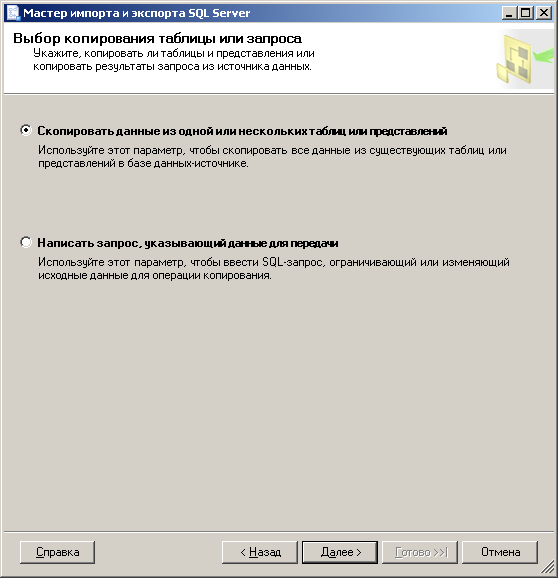 Мастер импорта и экспорта SQL Server
Выбор копирования таблицы или запроса
Укажите, копировать ли таблицы и представления или
копировать результаты запроса из источника данных.
Скопировать данные из одной или нескольких таблиц или представлений
Используйте этот параметр, чтобы скопировать все данные из существующих таблиц или
представлений в базе данных-источнике.
Написать запрос, указывающий данные для передачи
Используйте этот параметр, чтобы ввести SQL-запрос, ограничивающий или изменяющий
исходные данные для операции копирования.
Справка
< Назад
Далее >
Готово >>|
Отмена